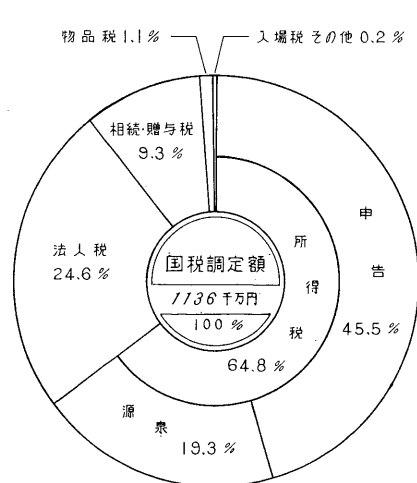 物品税 1.1 %
入場税 その他 0.2 %
相続・贈与税
9.3 %
法人税
24.6 %
国税調定額
1136 千万円
100 %
所得税
64.8 %
申告
45.5 %
源泉
19.3 %